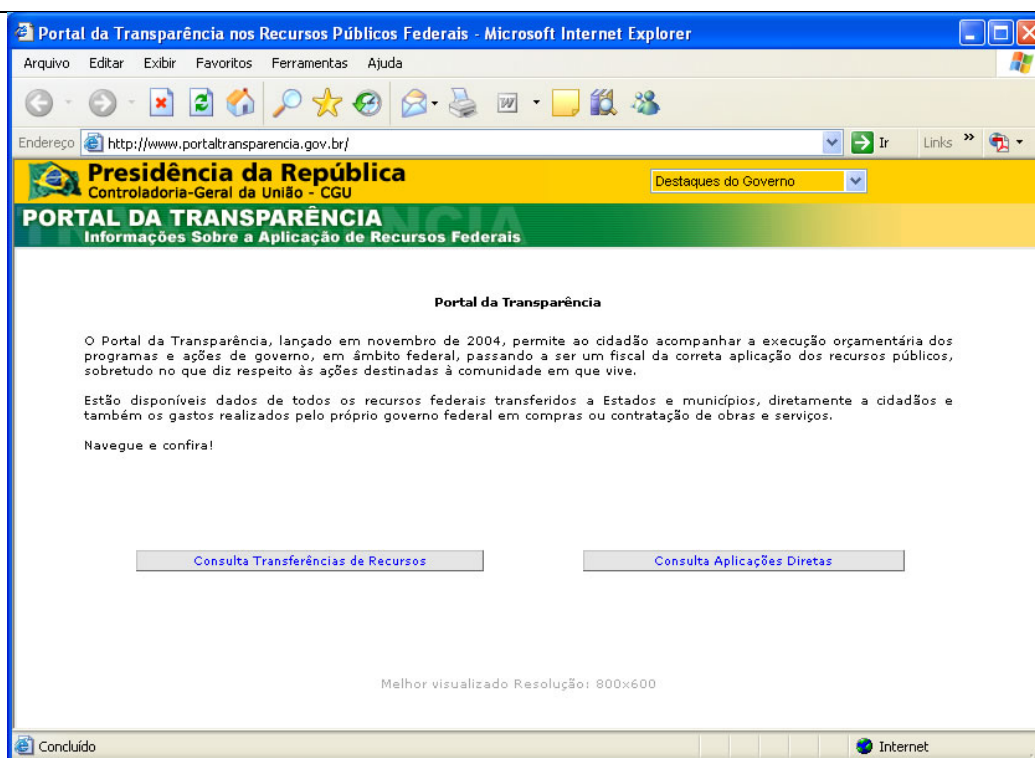 Portal da Transparência nos Recursos Públicos Federais - Microsoft Internet Explorer
Arquivo Editar Exibir Favoritos Ferramentas Ajuda
Endereço http://www.portaltransparencia.gov.br/ Ir Links »
Presidência da República
Controladoria-Geral da União - CGU
Destaques do Governo
PORTAL DA TRANSPARÊNCIA
Informações Sobre a Aplicação de Recursos Federais
Portal da Transparência
O Portal da Transparência, lançado em novembro de 2004, permite ao cidadão acompanhar a execução orçamentária dos
programas e ações de governo, em âmbito federal, passando a ser um fiscal da correta aplicação dos recursos públicos,
sobretudo no que diz respeito às ações destinadas à comunidade em que vive.
Estão disponíveis dados de todos os recursos federais transferidos a Estados e municípios, diretamente a cidadãos e
também os gastos realizados pelo próprio governo federal em compras ou contratação de obras e serviços.
Navegue e confira!
Consulta Transferências de Recursos Consulta Aplicações Diretas
Melhor visualizado Resolução: 800x600
Concluído Internet